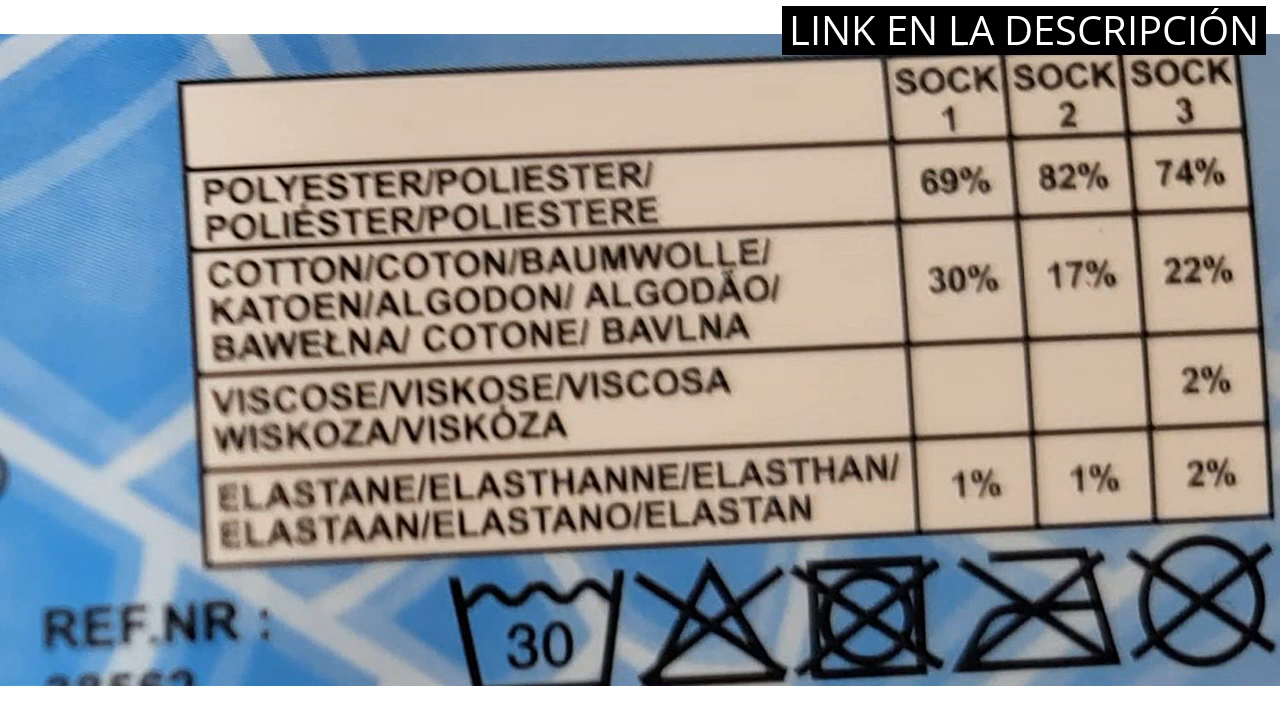 LINK EN LA DESCRIPCIÓN
SOCK 1
SOCK 2
SOCK 3
POLYESTER/POLIESTER/
POLIÉSTER/POLIESTERE
69%
82%
74%
COTTON/COTON/BAUMWOLLE/
KATOEN/ALGODON/ ALGODÃO/
BAWEŁNA/ COTONE/ BAVLNA
30%
17%
22%
VISCOSE/VISKOSE/VISCOSA
WISKOZA/VISKÓZA
2%
ELASTANE/ELASTHANNE/ELASTHAN/
ELASTAAN/ELASTANO/ELASTAN
1%
1%
2%
30
REF.NR :